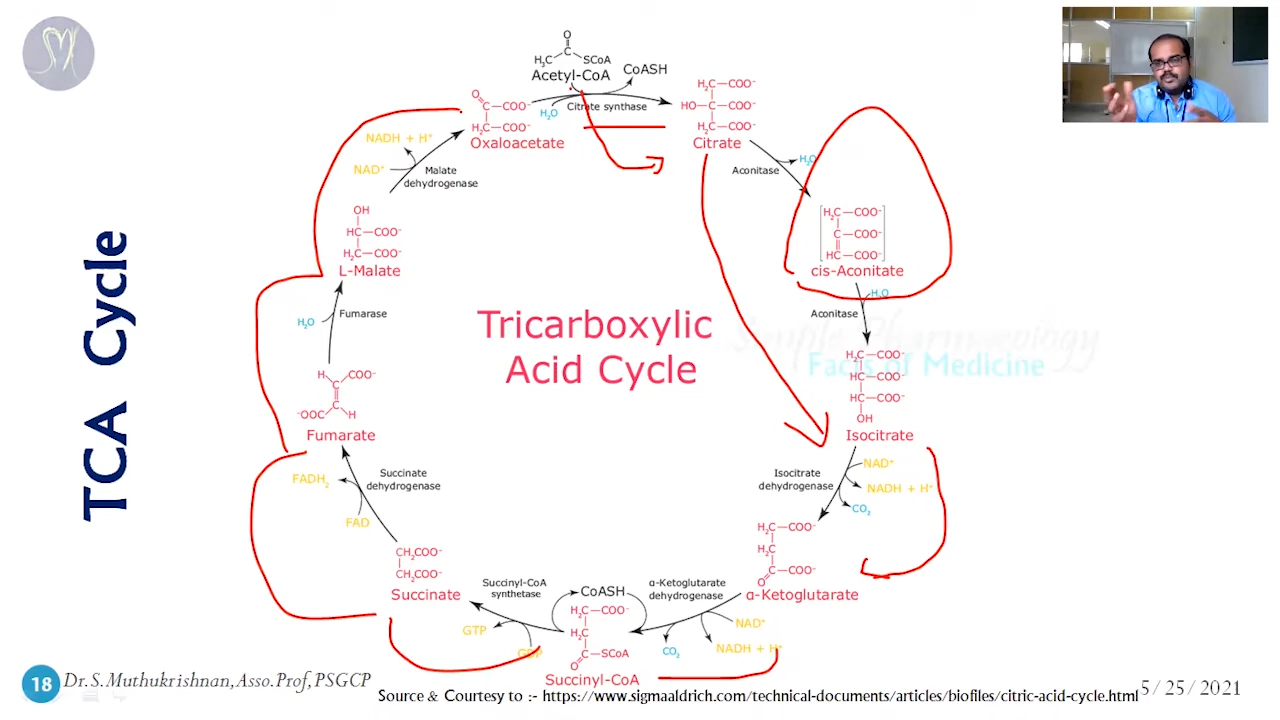 SM
TCA Cycle
O
H₃C
C
SCoA
Acetyl-CoA
CoASH
H₂O
Citrate synthase
O
C—COO⁻
H₂C—COO⁻
Oxaloacetate
H₂C—COO⁻
HO—C—COO⁻
H₂C—COO⁻
Citrate
Aconitase
H₂O
H₂C—COO⁻
C—COO⁻
HC—COO⁻
cis-Aconitate
H₂O
Aconitase
H₂C—COO⁻
HC—COO⁻
HC—COO⁻
OH
Isocitrate
Isocitrate
dehydrogenase
NAD⁺
NADH + H⁺
CO₂
H₂C—COO⁻
H₂C
C—COO⁻
O
α-Ketoglutarate
α-Ketoglutarate
dehydrogenase
NAD⁺
NADH + H⁺
CO₂
CoASH
H₂C—COO⁻
H₂C
C—SCoA
O
Succinyl-CoA
Succinyl-CoA
synthetase
GTP
GDP
CH₂COO⁻
CH₂COO⁻
Succinate
Succinate
dehydrogenase
FADH₂
FAD
H
COO⁻
C
C
⁻OOC
H
Fumarate
H₂O
Fumarase
OH
HC—COO⁻
H₂C—COO⁻
L-Malate
NADH + H⁺
NAD⁺
Malate
dehydrogenase
Tricarboxylic
Acid Cycle
Simple Pharmacology
Facts of Medicine
18
Dr. S. Muthukrishnan, Asso. Prof, PSGCP
Source & Courtesy to :- https://www.sigmaaldrich.com/technical-documents/articles/biofiles/citric-acid-cycle.html
5/25/2021